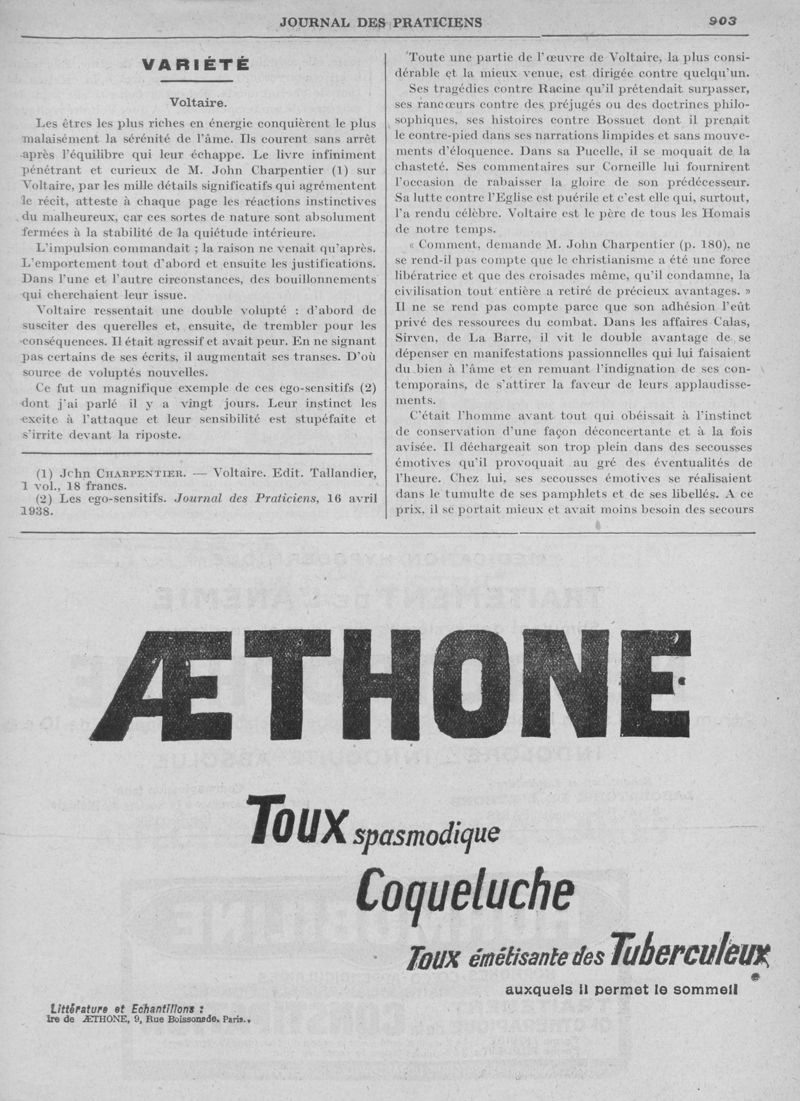 JOURNAL DES PRATICIENS 903
VARIÉTÉ
Voltaire.
Les êtres les plus riches en énergie conquièrent le plus
malaisément la sérénité de l'âme. Ils courent sans arrêt
après l'équilibre qui leur échappe. Le livre infiniment
pénétrant et curieux de M. John Charpentier (1) sur
Voltaire, par les mille détails significatifs qui agrémentent
le récit, atteste à chaque page les réactions instinctives
du malheureux, car ces sortes de nature sont absolument
fermées à la stabilité de la quiétude intérieure.
L'impulsion commandait ; la raison ne venait qu'après.
L'emportement tout d'abord et ensuite les justifications.
Dans l'une et l'autre circonstances, des bouillonnements
qui cherchaient leur issue.
Voltaire ressentait une double volupté : d'abord de
susciter des querelles et, ensuite, de trembler pour les
conséquences. Il était agressif et avait peur. En ne signant
pas certains de ses écrits, il augmentait ses transes. D'où
source de voluptés nouvelles.
Ce fut un magnifique exemple de ces ego-sensitifs (2)
dont j'ai parlé il y a vingt jours. Leur instinct les
excite à l'attaque et leur sensibilité est stupéfaite et
s'irrite devant la riposte.
(1) John CHARPENTIER. — Voltaire. Edit. Tallandier,
1 vol., 18 francs.
(2) Les ego-sensitifs. Journal des Praticiens, 16 avril
1938.
Toute une partie de l'œuvre de Voltaire, la plus consi-
dérable et la mieux venue, est dirigée contre quelqu'un.
Ses tragédies contre Racine qu'il prétendait surpasser,
ses rancœurs contre des préjugés ou des doctrines philo-
sophiques, ses histoires contre Bossuet dont il prenait
le contre-pied dans ses narrations limpides et sans mouve-
ments d'éloquence. Dans sa Pucelle, il se moquait de la
chasteté. Ses commentaires sur Corneille lui fournirent
l'occasion de rabaisser la gloire de son prédécesseur.
Sa lutte contre l'Eglise est puérile et c'est elle qui, surtout,
l'a rendu célèbre. Voltaire est le père de tous les Homais
de notre temps.
« Comment, demande M. John Charpentier (p. 180), ne
se rend-il pas compte que le christianisme a été une force
libératrice et que des croisades même, qu'il condamne, la
civilisation tout entière a retiré de précieux avantages. »
Il ne se rend pas compte parce que son adhésion l'eût
privé des ressources du combat. Dans les affaires Calas,
Sirven, de La Barre, il vit le double avantage de se
dépenser en manifestations passionnelles qui lui faisaient
du bien à l'âme et en remuant l'indignation de ses con-
temporains, de s'attirer la faveur de leurs applaudisse-
ments.
C'était l'homme avant tout qui obéissait à l'instinct
de conservation d'une façon déconcertante et à la fois
avisée. Il déchargeait son trop plein dans des secousses
émotives qu'il provoquait au gré des éventualités de
l'heure. Chez lui, ses secousses émotives se réalisaient
dans le tumulte de ses pamphlets et de ses libellés. A ce
prix, il se portait mieux et avait moins besoin des secours
ÆTHONE
Toux spasmodique
Coqueluche
Toux émétisante des Tuberculeux
auxquels il permet le sommeil
Littérature et Echantillons :
ire de ÆTHONE, 9, Rue Boissonade. Paris.